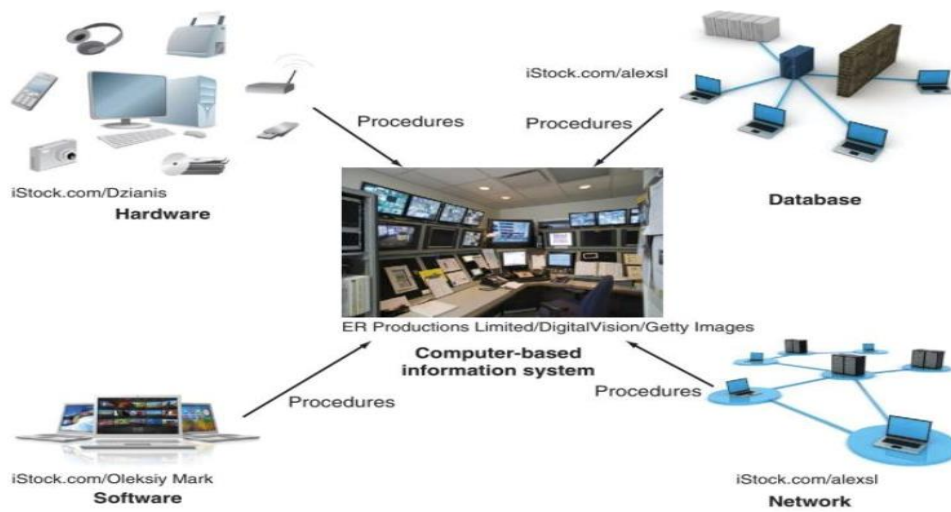 iStock.com/alexsl
Procedures
Procedures
iStock.com/Dzianis
Hardware
Database
ER Productions Limited/DigitalVision/Getty Images
Computer-based
information system
Procedures
Procedures
iStock.com/Oleksiy Mark
Software
iStock.com/alexsl
Network